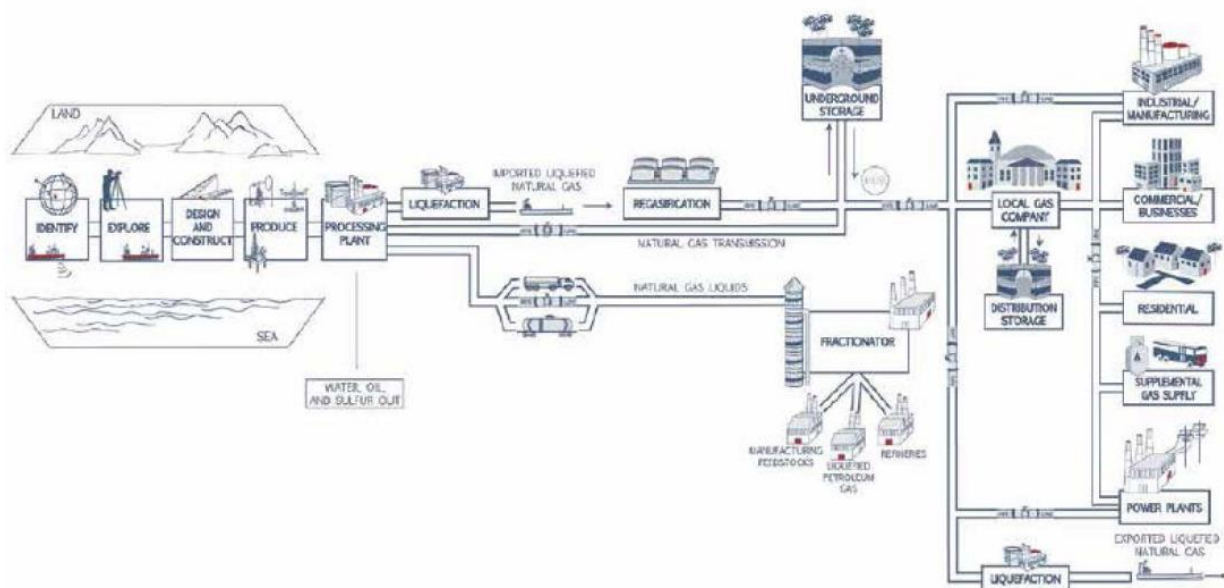 LAND
IDENTIFY
EXPLORE
DESIGN
AND
CONSTRUCT
PRODUCE
PROCESSING
PLANT
SEA
WATER, OIL,
AND SULFUR OUT
LIQUEFACTION
IMPORTED LIQUEFIED
NATURAL GAS
REGASIFICATION
NATURAL GAS TRANSMISSION
NATURAL GAS LIQUIDS
UNDERGROUND
STORAGE
FRACTIONATOR
MANUFACTURING
FEEDSTOCKS
LIQUEFIED
PETROLEUM
GAS
REFINERIES
LOCAL GAS
COMPANY
DISTRIBUTION
STORAGE
INDUSTRIAL/
MANUFACTURING
COMMERCIAL/
BUSINESSES
RESIDENTIAL
SUPPLEMENTAL
GAS SUPPLY
POWER PLANTS
EXPORTED LIQUEFIED
NATURAL GAS
LIQUEFACTION